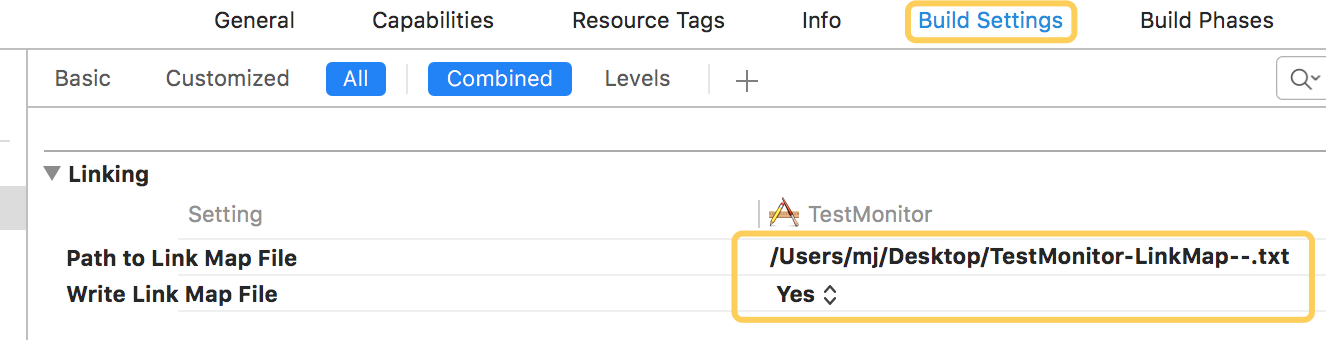 General Capabilities Resource Tags Info Build Settings Build Phases
Basic Customized All Combined Levels +
Linking
Setting TestMonitor
Path to Link Map File /Users/mj/Desktop/TestMonitor-LinkMap--.txt
Write Link Map File Yes